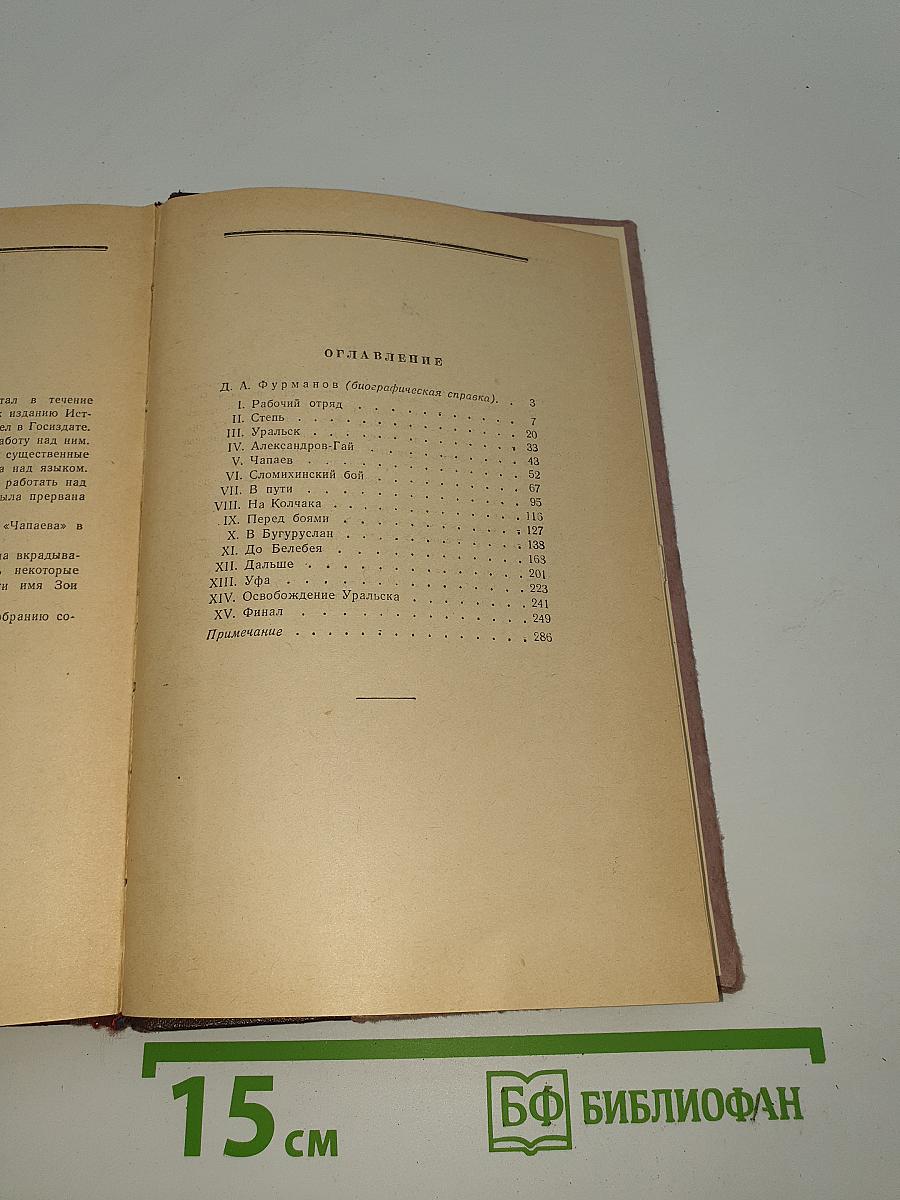 тал в течение
к изданию Ист-
ел в Госиздате.
аботу над ним.
существенные
а над языком.
работать над
ыла прервана
«Чапаева» в
на вкрадыва-
ь некоторые
ти имя Зои
обранию со-
ОГЛАВЛЕНИЕ
Д. А. Фурманов (биографическая справка). . 3
I. Рабочий отряд . . . . . . . . . 7
II. Степь . . . . . . . . . . . . 20
III. Уральск . . . . . . . . . . . 33
IV. Александров-Гай . . . . . . . . 43
V. Чапаев . . . . . . . . . . . . 52
VI. Сломихинский бой . . . . . . . . 67
VII. В пути . . . . . . . . . . . . 95
VIII. На Колчака . . . . . . . . . . 116
IX. Перед боями . . . . . . . . . . 127
X. В Бугуруслан . . . . . . . . . . 138
XI. До Белебея . . . . . . . . . . 163
XII. Дальше . . . . . . . . . . . . 201
XIII. Уфа . . . . . . . . . . . . . 223
XIV. Освобождение Уральска . . . . . . . 241
XV. Финал . . . . . . . . . . . . 249
Примечание . . . . . . . . . . . . 286
15 см
БФ БИБЛИОФАН